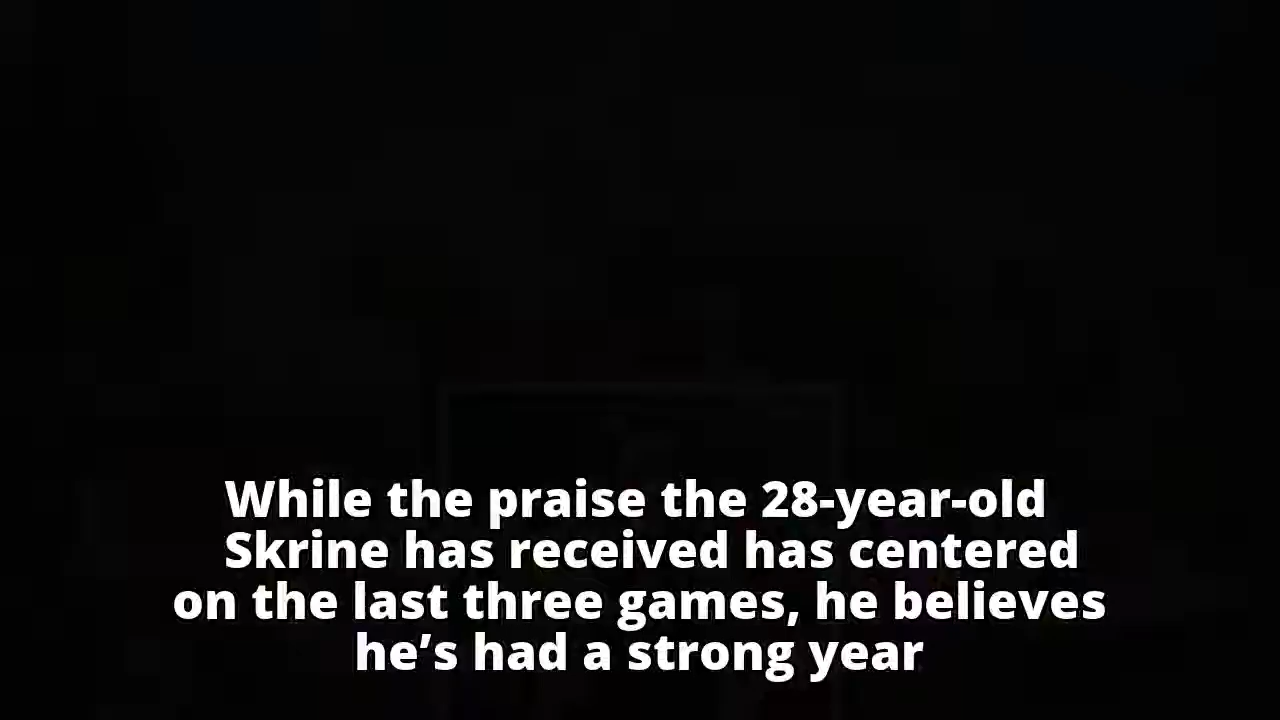 While the praise the 28-year-old
Skrine has received has centered
on the last three games, he believes
he’s had a strong year